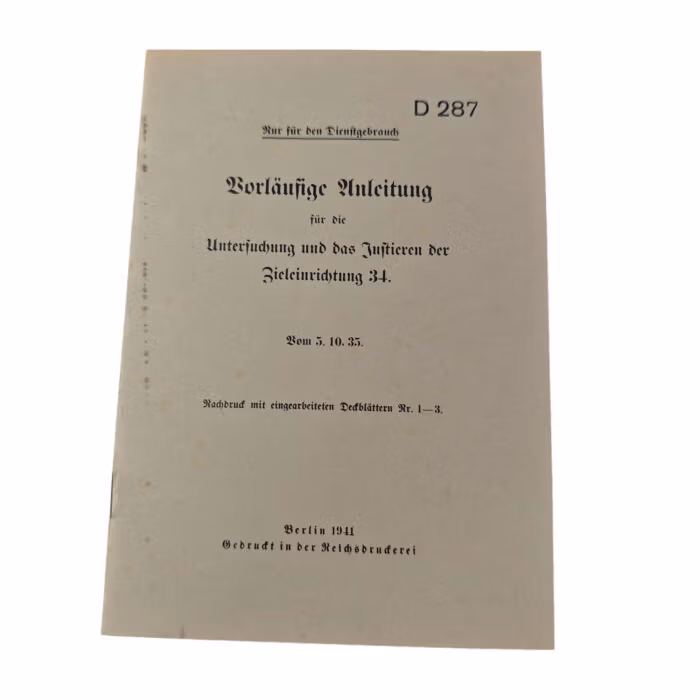 D 287
Nur für den Dienstgebrauch
Vorläufige Anleitung
für die
Untersuchung und das Justieren der
Zieleinrichtung 34.
Vom 5. 10. 35.
Nachdruck mit eingearbeiteten Deckblättern Nr. 1—3.
Berlin 1941
Gedruckt in der Reichsdruckerei